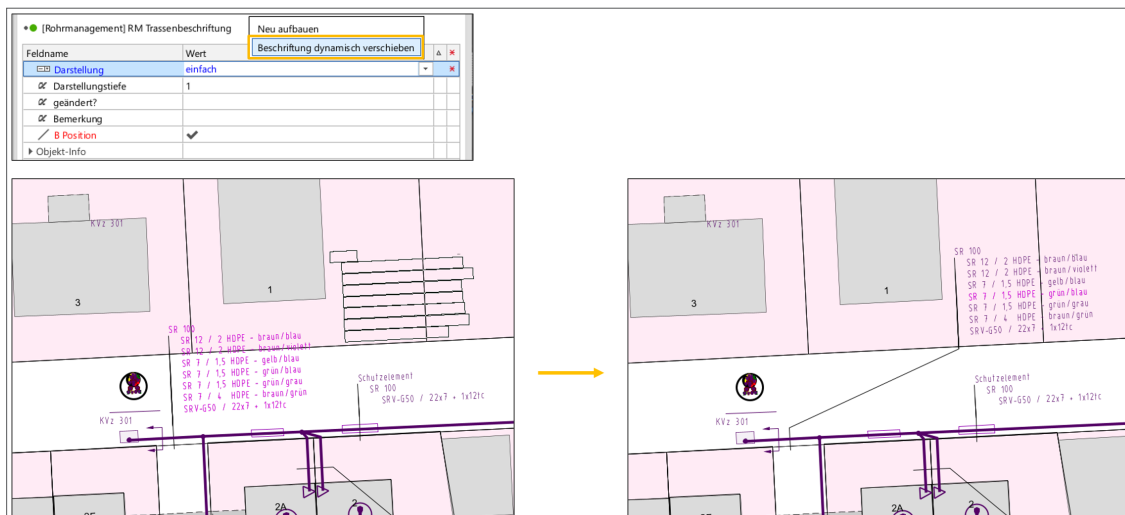 [Rohrmanagement] RM Trassenbeschriftung
Neu aufbauen
Beschriftung dynamisch verschieben
Feldname Wert
Darstellung einfach
Darstellungstiefe 1
geändert?
Bemerkung
B Position
Objekt-Info
KVz 301
3
1
SR 100
SR 12 / 2 HDPE - braun/blau
SR 12 / 2 HDPE - braun/violett
SR 7 / 1,5 HDPE - gelb/blau
SR 7 / 1,5 HDPE - grün/blau
SR 7 / 1,5 HDPE - grün/grau
SR 7 / 4 HDPE - braun/grün
SRV-G50 / 22x7 + 1x12tc
Schutzelement
SR 100
SRV-G50 / 22x7 + 1x12tc
KVz 301
2A
2
KVz 301
3
1
SR 100
SR 12 / 2 HDPE - braun/blau
SR 12 / 2 HDPE - braun/violett
SR 7 / 1,5 HDPE - gelb/blau
SR 7 / 1,5 HDPE - grün/blau
SR 7 / 1,5 HDPE - grün/grau
SR 7 / 4 HDPE - braun/grün
SRV-G50 / 22x7 + 1x12tc
Schutzelement
SR 100
SRV-G50 / 22x7 + 1x12tc
KVz 301
2A
2